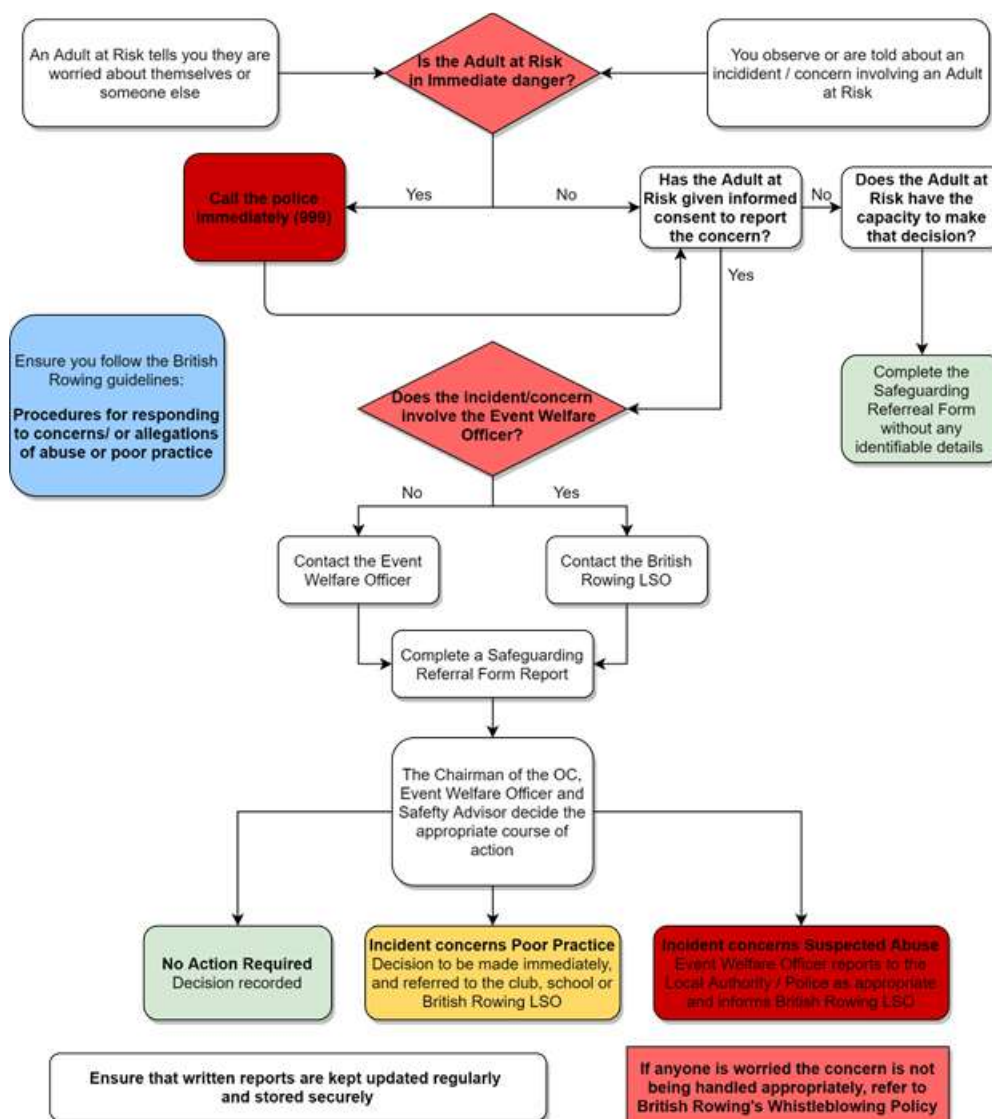 An Adult at Risk tells you they are
worried about themselves or
someone else
Is the Adult at Risk
in Immediate danger?
You observe or are told about an
incidident / concern involving an Adult
at Risk
Call the police
immediately (999)
Yes
No
Has the Adult at
Risk given informed
consent to report
the concern?
No
Does the Adult at
Risk have the
capacity to make
that decision?
Yes
Ensure you follow the British
Rowing guidelines:
Procedures for responding
to concerns/ or allegations
of abuse or poor practice
Does the incident/concern
involve the Event Welfare
Officer?
Complete the
Safeguarding
Referreal Form
without any
identifiable details
No
Yes
Contact the Event
Welfare Officer
Contact the British
Rowing LSO
Complete a Safeguarding
Referral Form Report
The Chairman of the OC,
Event Welfare Officer and
Safefty Advisor decide the
appropriate course of
action
No Action Required
Decision recorded
Incident concerns Poor Practice
Decision to be made immediately,
and referred to the club, school or
British Rowing LSO
Incident concerns Suspected Abuse
Event Welfare Officer reports to the
Local Authority / Police as appropriate
and informs British Rowing LSO
Ensure that written reports are kept updated regularly
and stored securely
If anyone is worried the concern is not
being handled appropriately, refer to
British Rowing's Whistleblowing Policy